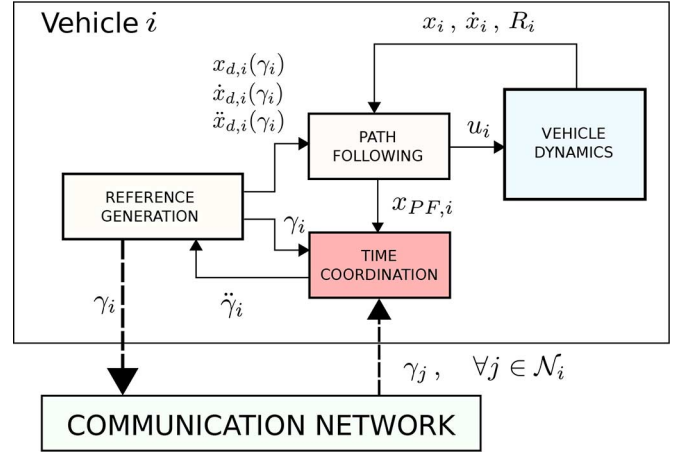 Vehicle i
x_i , ẋ_i , R_i
x_{d,i}(γ_i)
ẋ_{d,i}(γ_i)
ẍ_{d,i}(γ_i)
PATH
FOLLOWING
u_i
VEHICLE
DYNAMICS
REFERENCE
GENERATION
x_{PF,i}
γ_i
TIME
COORDINATION
γ_i
γ̈_i
γ_j , ∀j ∈ 𝒩_i
COMMUNICATION NETWORK